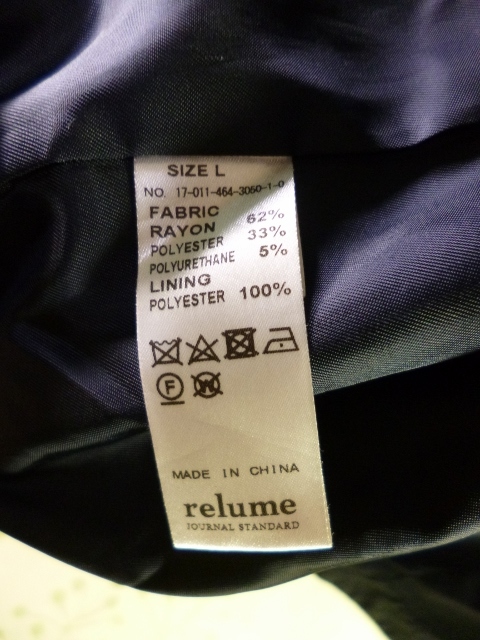 SIZE L
NO. 17-011-464-3060-1-0
FABRIC
RAYON 62%
POLYESTER 33%
POLYURETHANE 5%
LINING
POLYESTER 100%
F W
MADE IN CHINA
relume
JOURNAL STANDARD